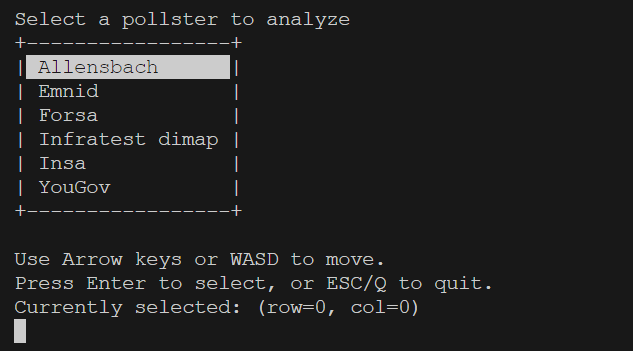 Select a pollster to analyze
+-----------------+
| Allensbach      |
| Emnid           |
| Forsa           |
| Infratest dimap |
| Insa            |
| YouGov          |
+-----------------+
Use Arrow keys or WASD to move.
Press Enter to select, or ESC/Q to quit.
Currently selected: (row=0, col=0)